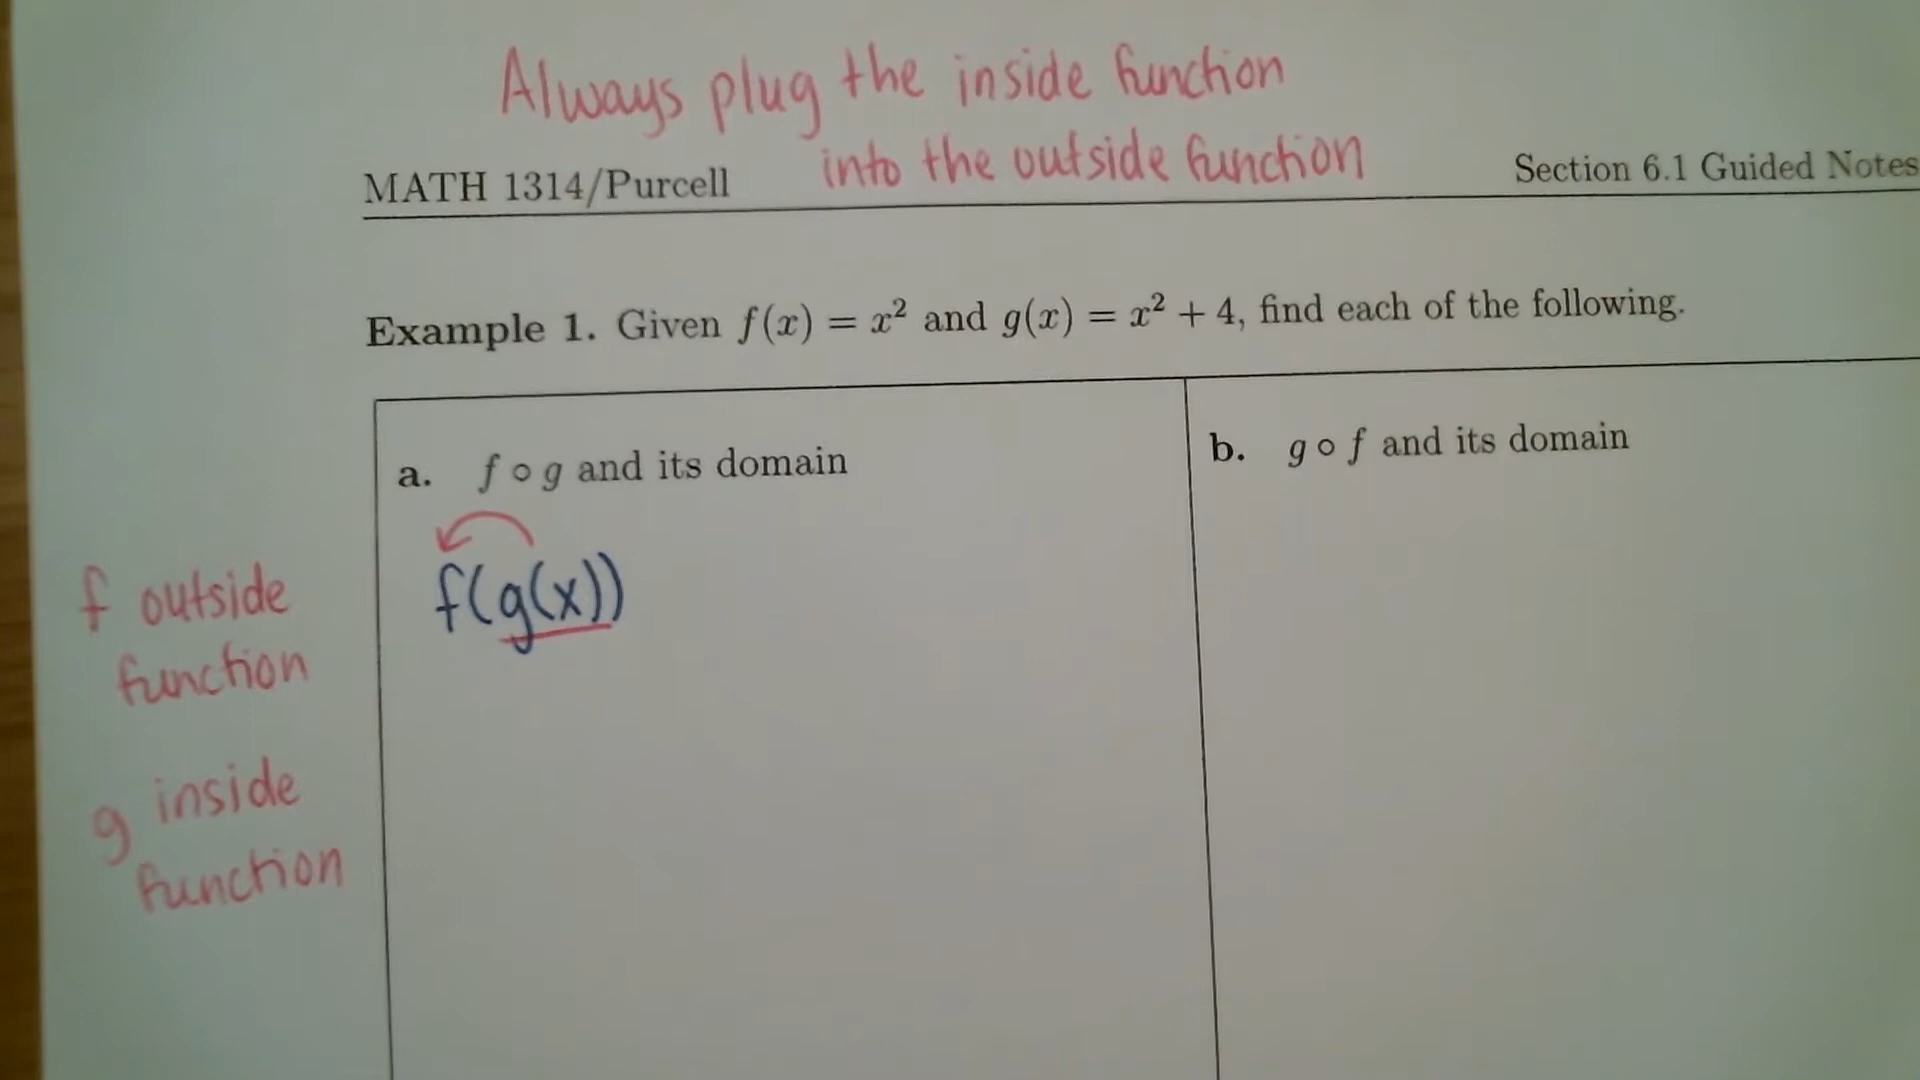 Always plug the inside function
into the outside function
MATH 1314/Purcell
Section 6.1 Guided Notes
Example 1. Given f(x) = x² and g(x) = x² + 4, find each of the following.
a. f ∘ g and its domain
f(g(x))
b. g ∘ f and its domain
f outside
function
g inside
function